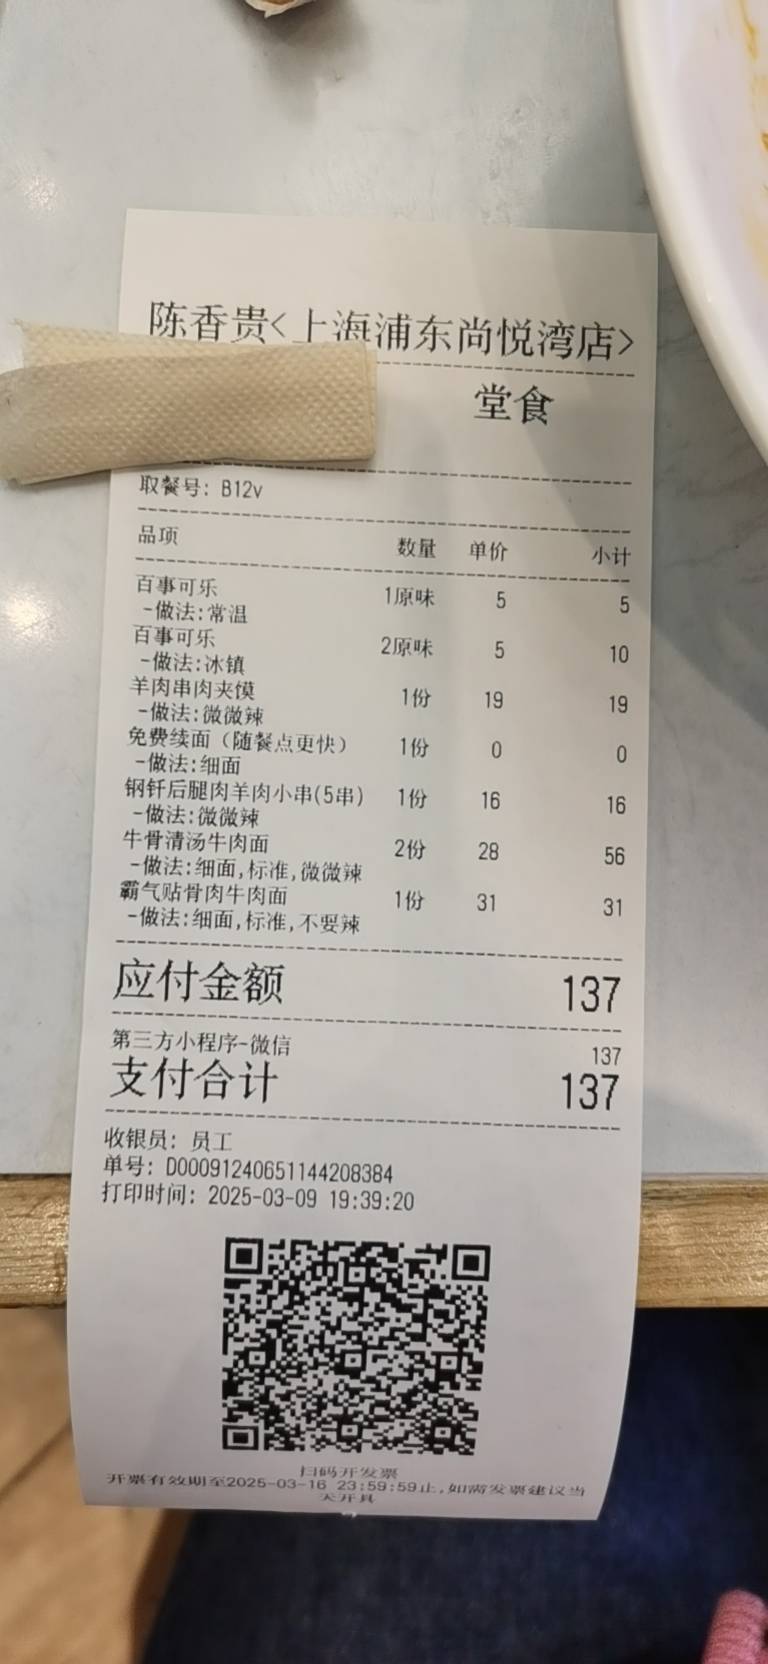 陈香贵<上海浦东尚悦湾店>
堂食
取餐号: B12v
品项 数量 单价 小计
百事可乐 1原味 5 5
-做法:常温
百事可乐 2原味 5 10
-做法:冰镇
羊肉串肉夹馍 1份 19 19
-做法:微微辣
免费续面（随餐点更快） 1份 0 0
-做法:细面
钢钎后腿肉羊肉小串(5串) 1份 16 16
-做法:微微辣
牛骨清汤牛肉面 2份 28 56
-做法:细面,标准,微微辣
霸气贴骨肉牛肉面 1份 31 31
-做法:细面,标准,不要辣
应付金额 137
第三方小程序-微信 137
支付合计 137
收银员: 员工
单号: D00091240651144208384
打印时间: 2025-03-09 19:39:20
扫码开发票
开票有效期至2025-03-16 23:59:59止,如需发票建议当
天开具